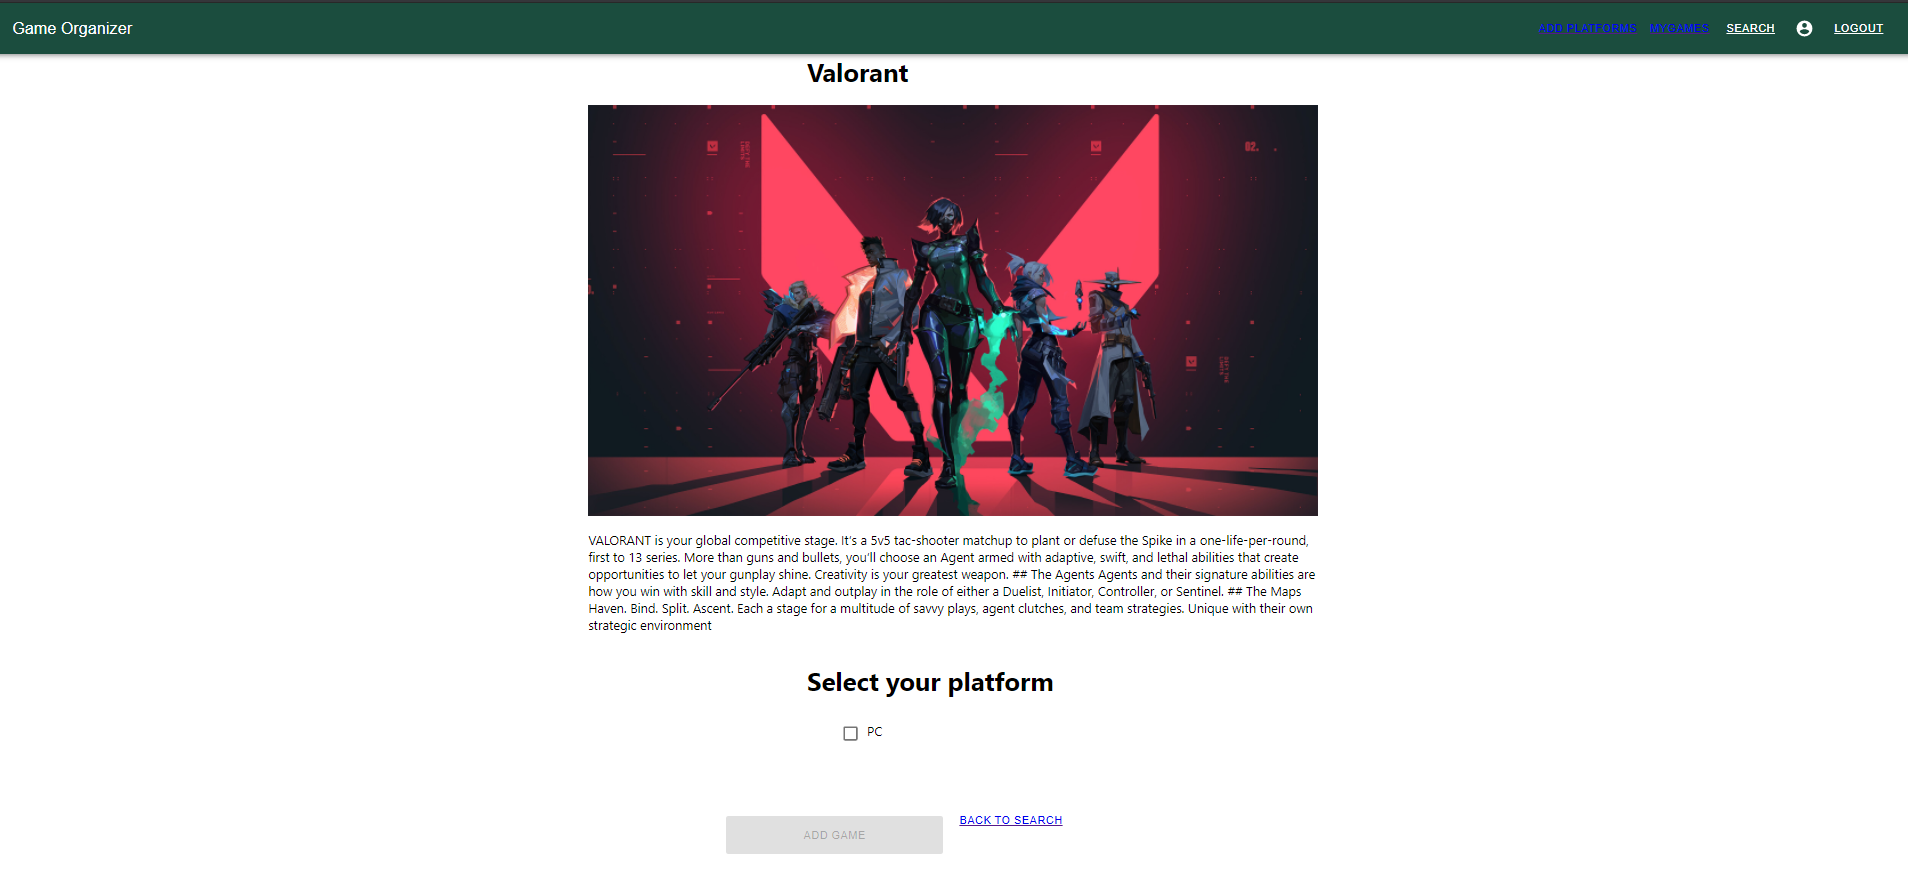 Game Organizer
ADD PLATFORMS
MYGAMES
SEARCH
LOGOUT
Valorant
02.
VALORANT is your global competitive stage. It’s a 5v5 tac-shooter matchup to plant or defuse the Spike in a one-life-per-round,
first to 13 series. More than guns and bullets, you’ll choose an Agent armed with adaptive, swift, and lethal abilities that create
opportunities to let your gunplay shine. Creativity is your greatest weapon. ## The Agents Agents and their signature abilities are
how you win with skill and style. Adapt and outplay in the role of either a Duelist, Initiator, Controller, or Sentinel. ## The Maps
Haven. Bind. Split. Ascent. Each a stage for a multitude of savvy plays, agent clutches, and team strategies. Unique with their own
strategic environment
Select your platform
PC
ADD GAME
BACK TO SEARCH